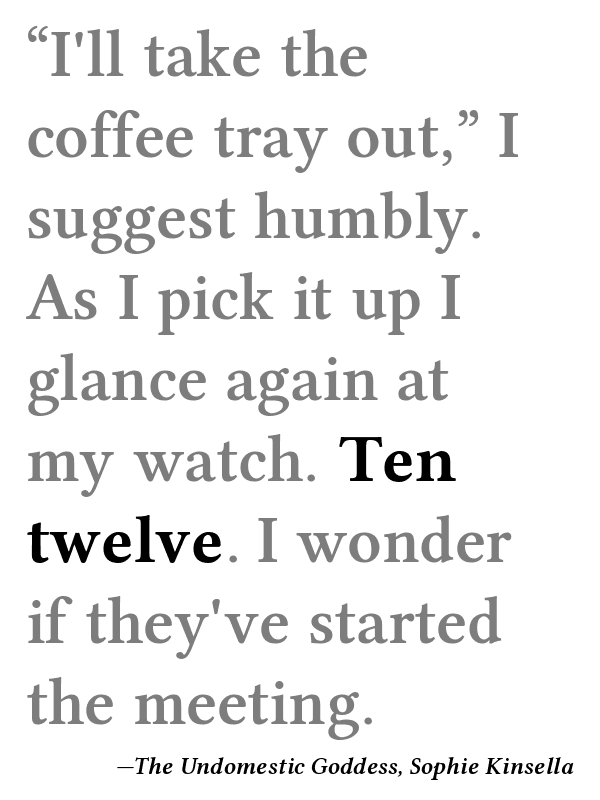 “I'll take the
coffee tray out,” I
suggest humbly.
As I pick it up I
glance again at
my watch. Ten
twelve. I wonder
if they've started
the meeting.
—The Undomestic Goddess, Sophie Kinsella